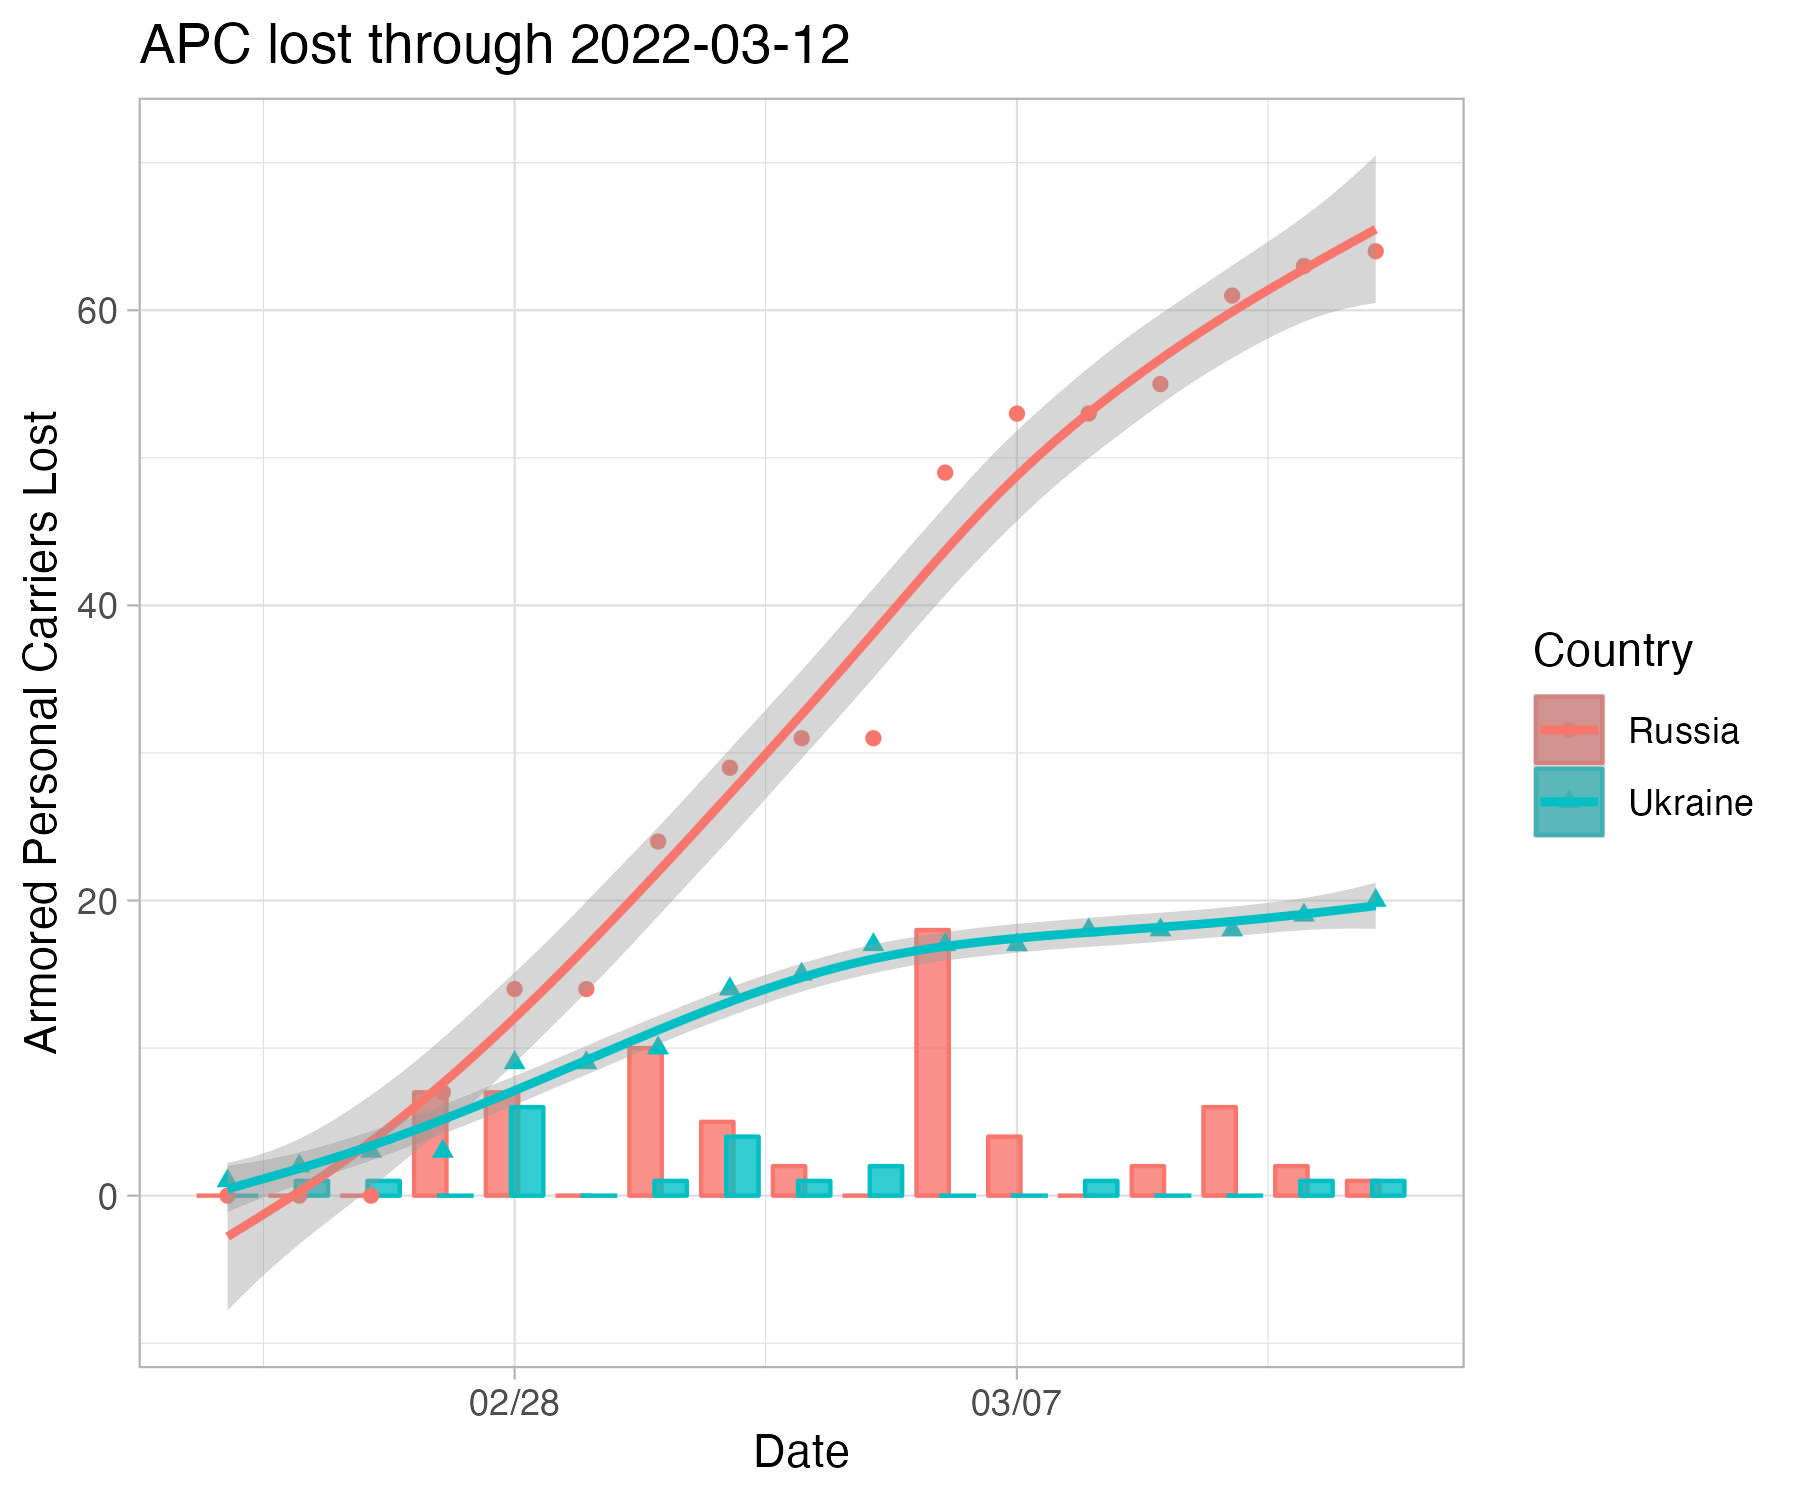 APC lost through 2022-03-12
Armored Personal Carriers Lost
60
40
20
0
02/28
03/07
Date
Country
Russia
Ukraine